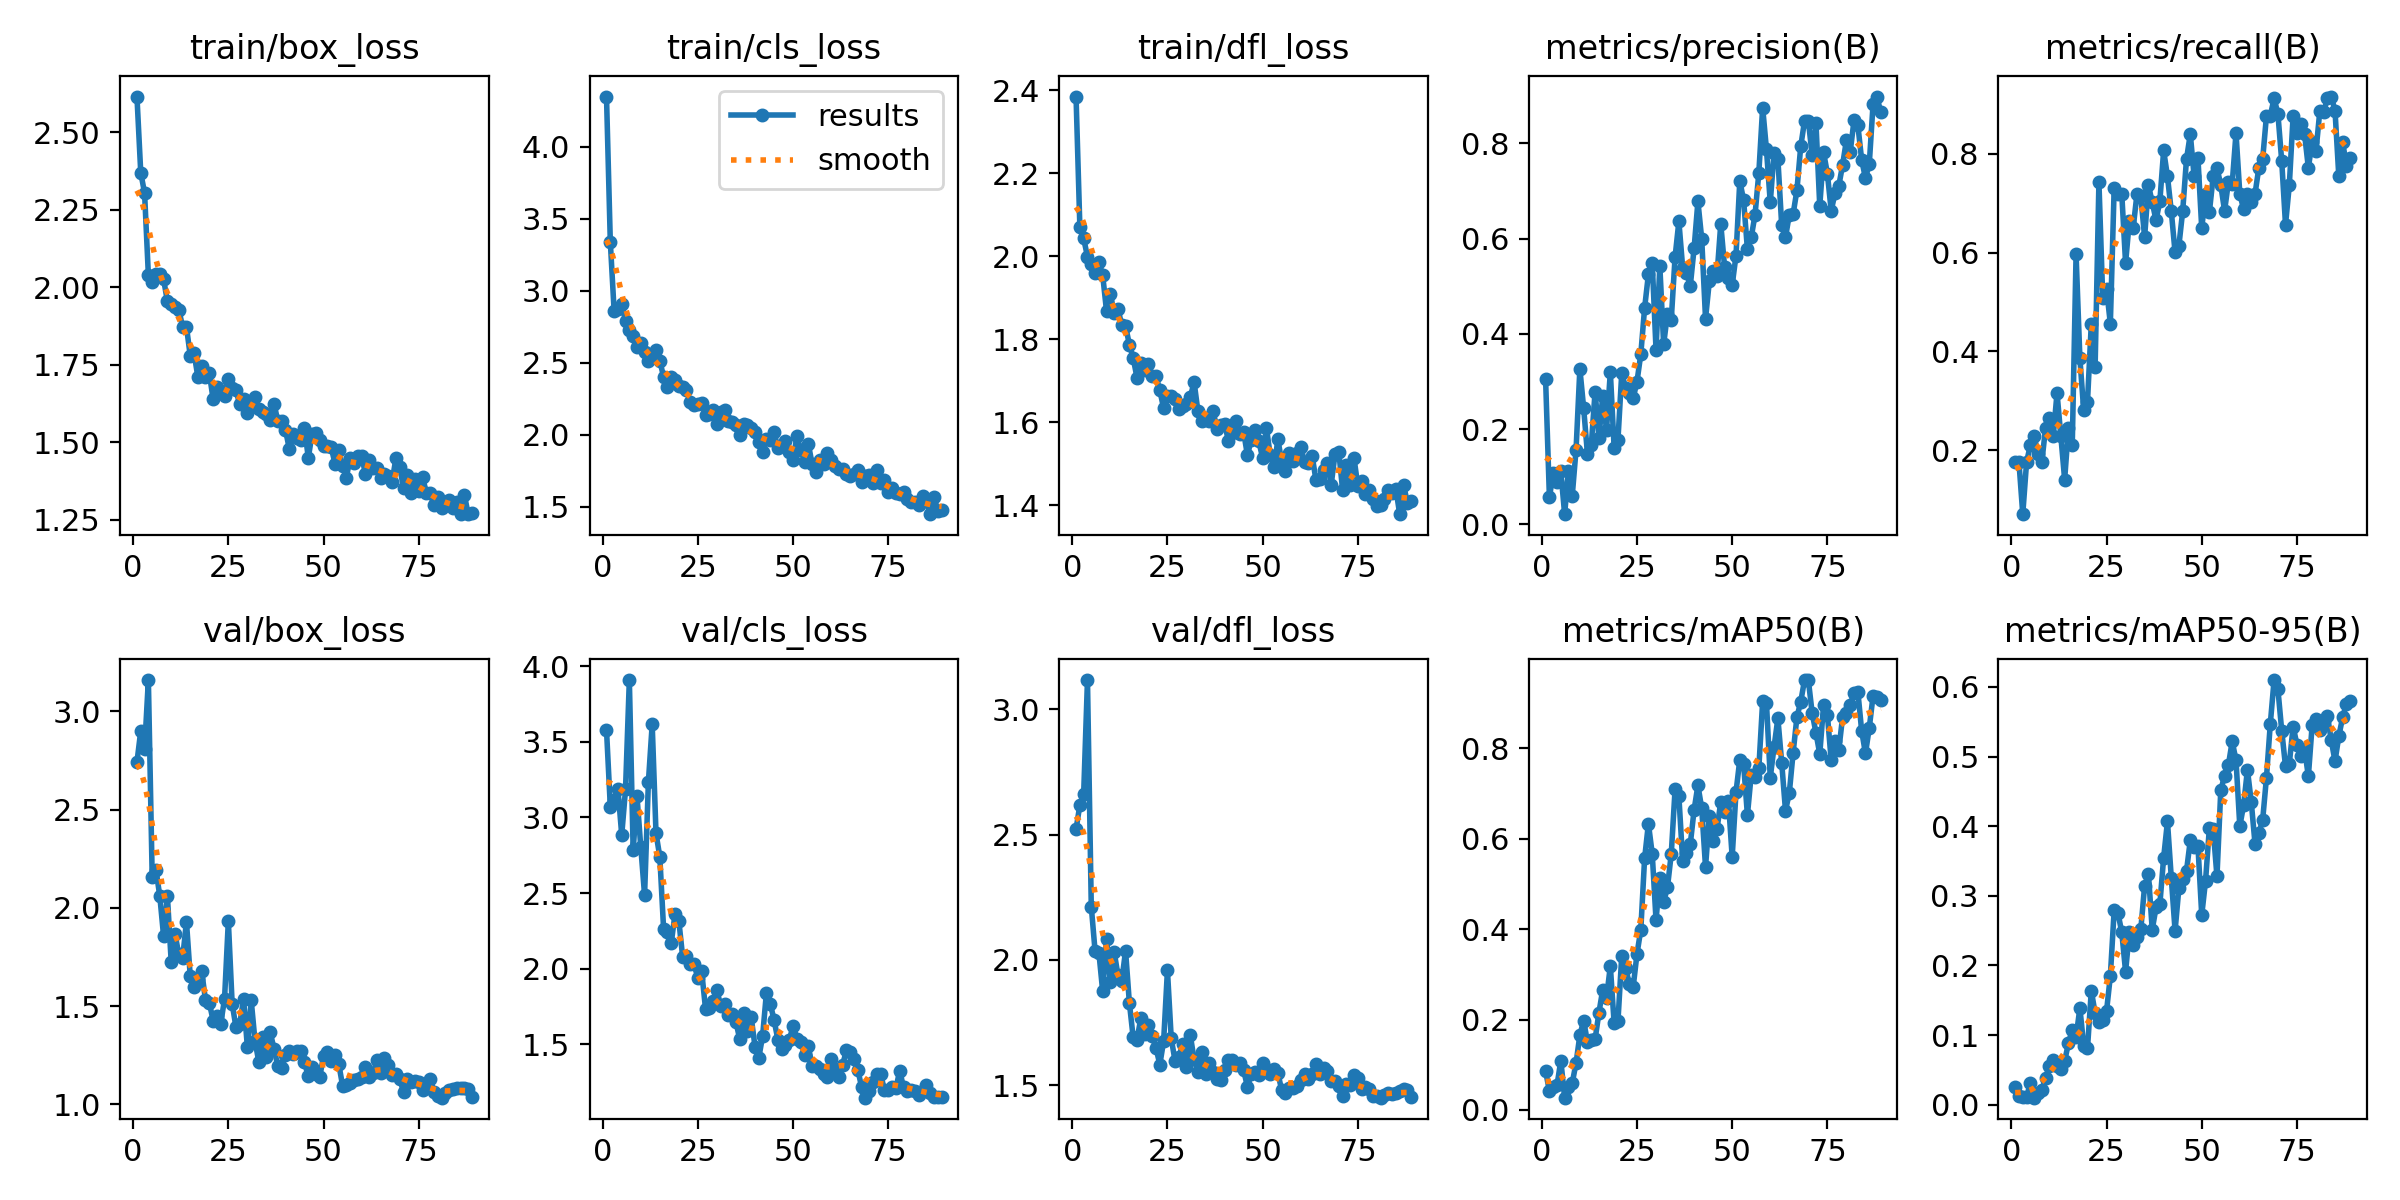 train/box_loss
2.50
2.25
2.00
1.75
1.50
1.25
0 25 50 75
train/cls_loss
results
smooth
4.0
3.5
3.0
2.5
2.0
1.5
0 25 50 75
train/dfl_loss
2.4
2.2
2.0
1.8
1.6
1.4
0 25 50 75
metrics/precision(B)
0.8
0.6
0.4
0.2
0.0
0 25 50 75
metrics/recall(B)
0.8
0.6
0.4
0.2
0 25 50 75
val/box_loss
3.0
2.5
2.0
1.5
1.0
0 25 50 75
val/cls_loss
4.0
3.5
3.0
2.5
2.0
1.5
0 25 50 75
val/dfl_loss
3.0
2.5
2.0
1.5
0 25 50 75
metrics/mAP50(B)
0.8
0.6
0.4
0.2
0.0
0 25 50 75
metrics/mAP50-95(B)
0.6
0.5
0.4
0.3
0.2
0.1
0.0
0 25 50 75